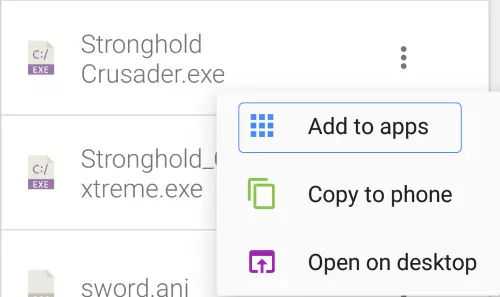 Stronghold
Crusader.exe
Add to apps
Stronghold_
xtreme.exe
Copy to phone
Open on desktop
sword.ani
C:/
EXE
C:/
EXE